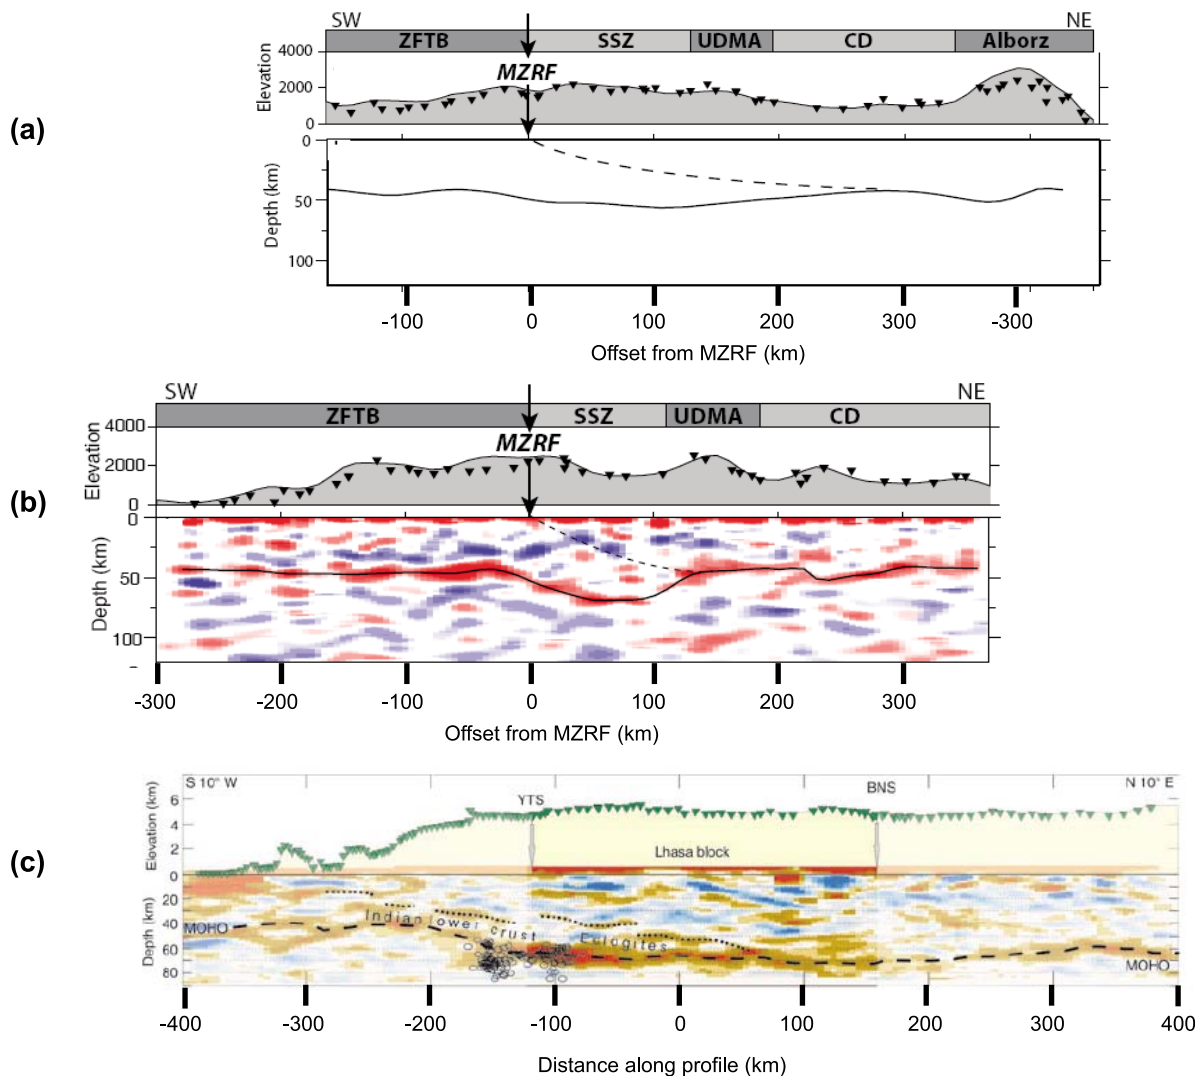 SW NE
ZFTB SSZ UDMA CD Alborz
Elevation
4000
2000
0
MZRF
(a)
Depth (km)
0
50
100
-100 0 100 200 300 -300
Offset from MZRF (km)
SW NE
ZFTB SSZ UDMA CD
Elevation
4000
2000
0
MZRF
(b)
Depth (km)
0
50
100
-300 -200 -100 0 100 200 300
Offset from MZRF (km)
S 10° W N 10° E
YTS BNS
Elevation (km)
6
4
2
0
Lhasa block
(c)
Depth (km)
20
40
60
80
MOHO
Indian lower crust
Eclogites
MOHO
-400 -300 -200 -100 0 100 200 300 400
Distance along profile (km)